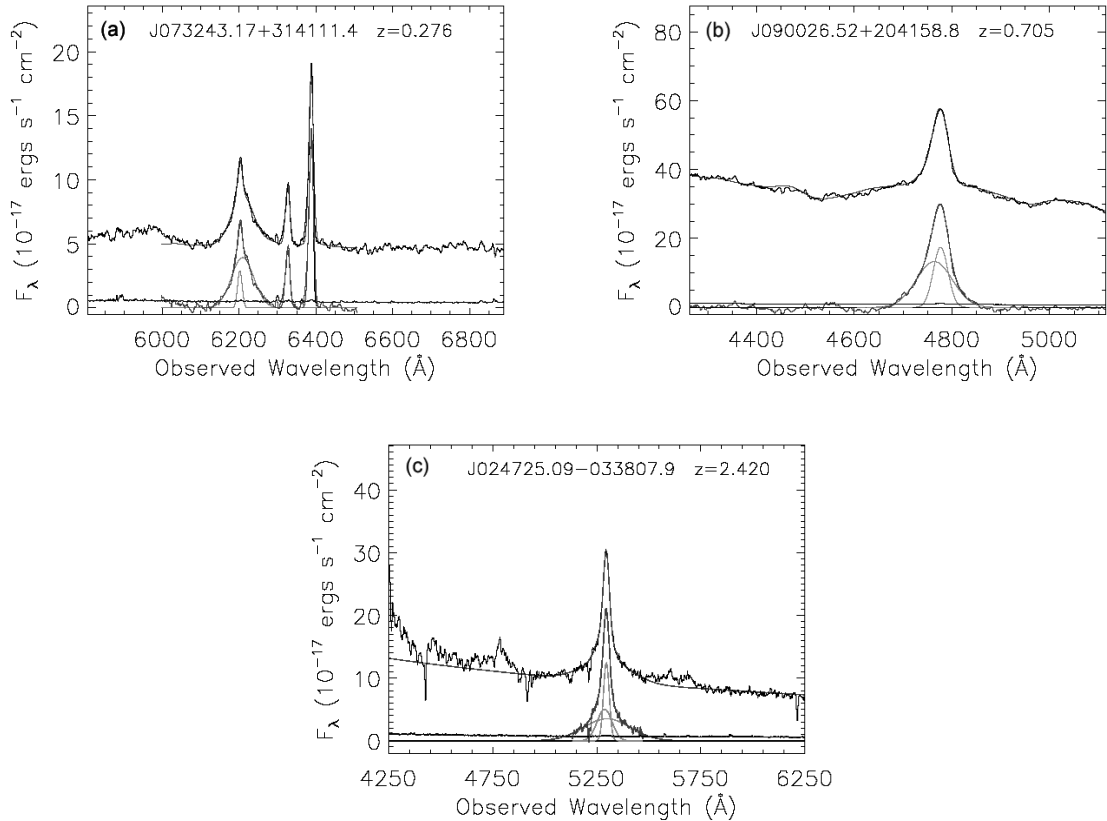 (a) J073243.17+314111.4 z=0.276
20
15
10
5
0
F_λ (10⁻¹⁷ ergs s⁻¹ cm⁻²)
6000 6200 6400 6600 6800
Observed Wavelength (Å)
(b) J090026.52+204158.8 z=0.705
80
60
40
20
0
F_λ (10⁻¹⁷ ergs s⁻¹ cm⁻²)
4400 4600 4800 5000
Observed Wavelength (Å)
(c) J024725.09−033807.9 z=2.420
40
30
20
10
0
F_λ (10⁻¹⁷ ergs s⁻¹ cm⁻²)
4250 4750 5250 5750 6250
Observed Wavelength (Å)